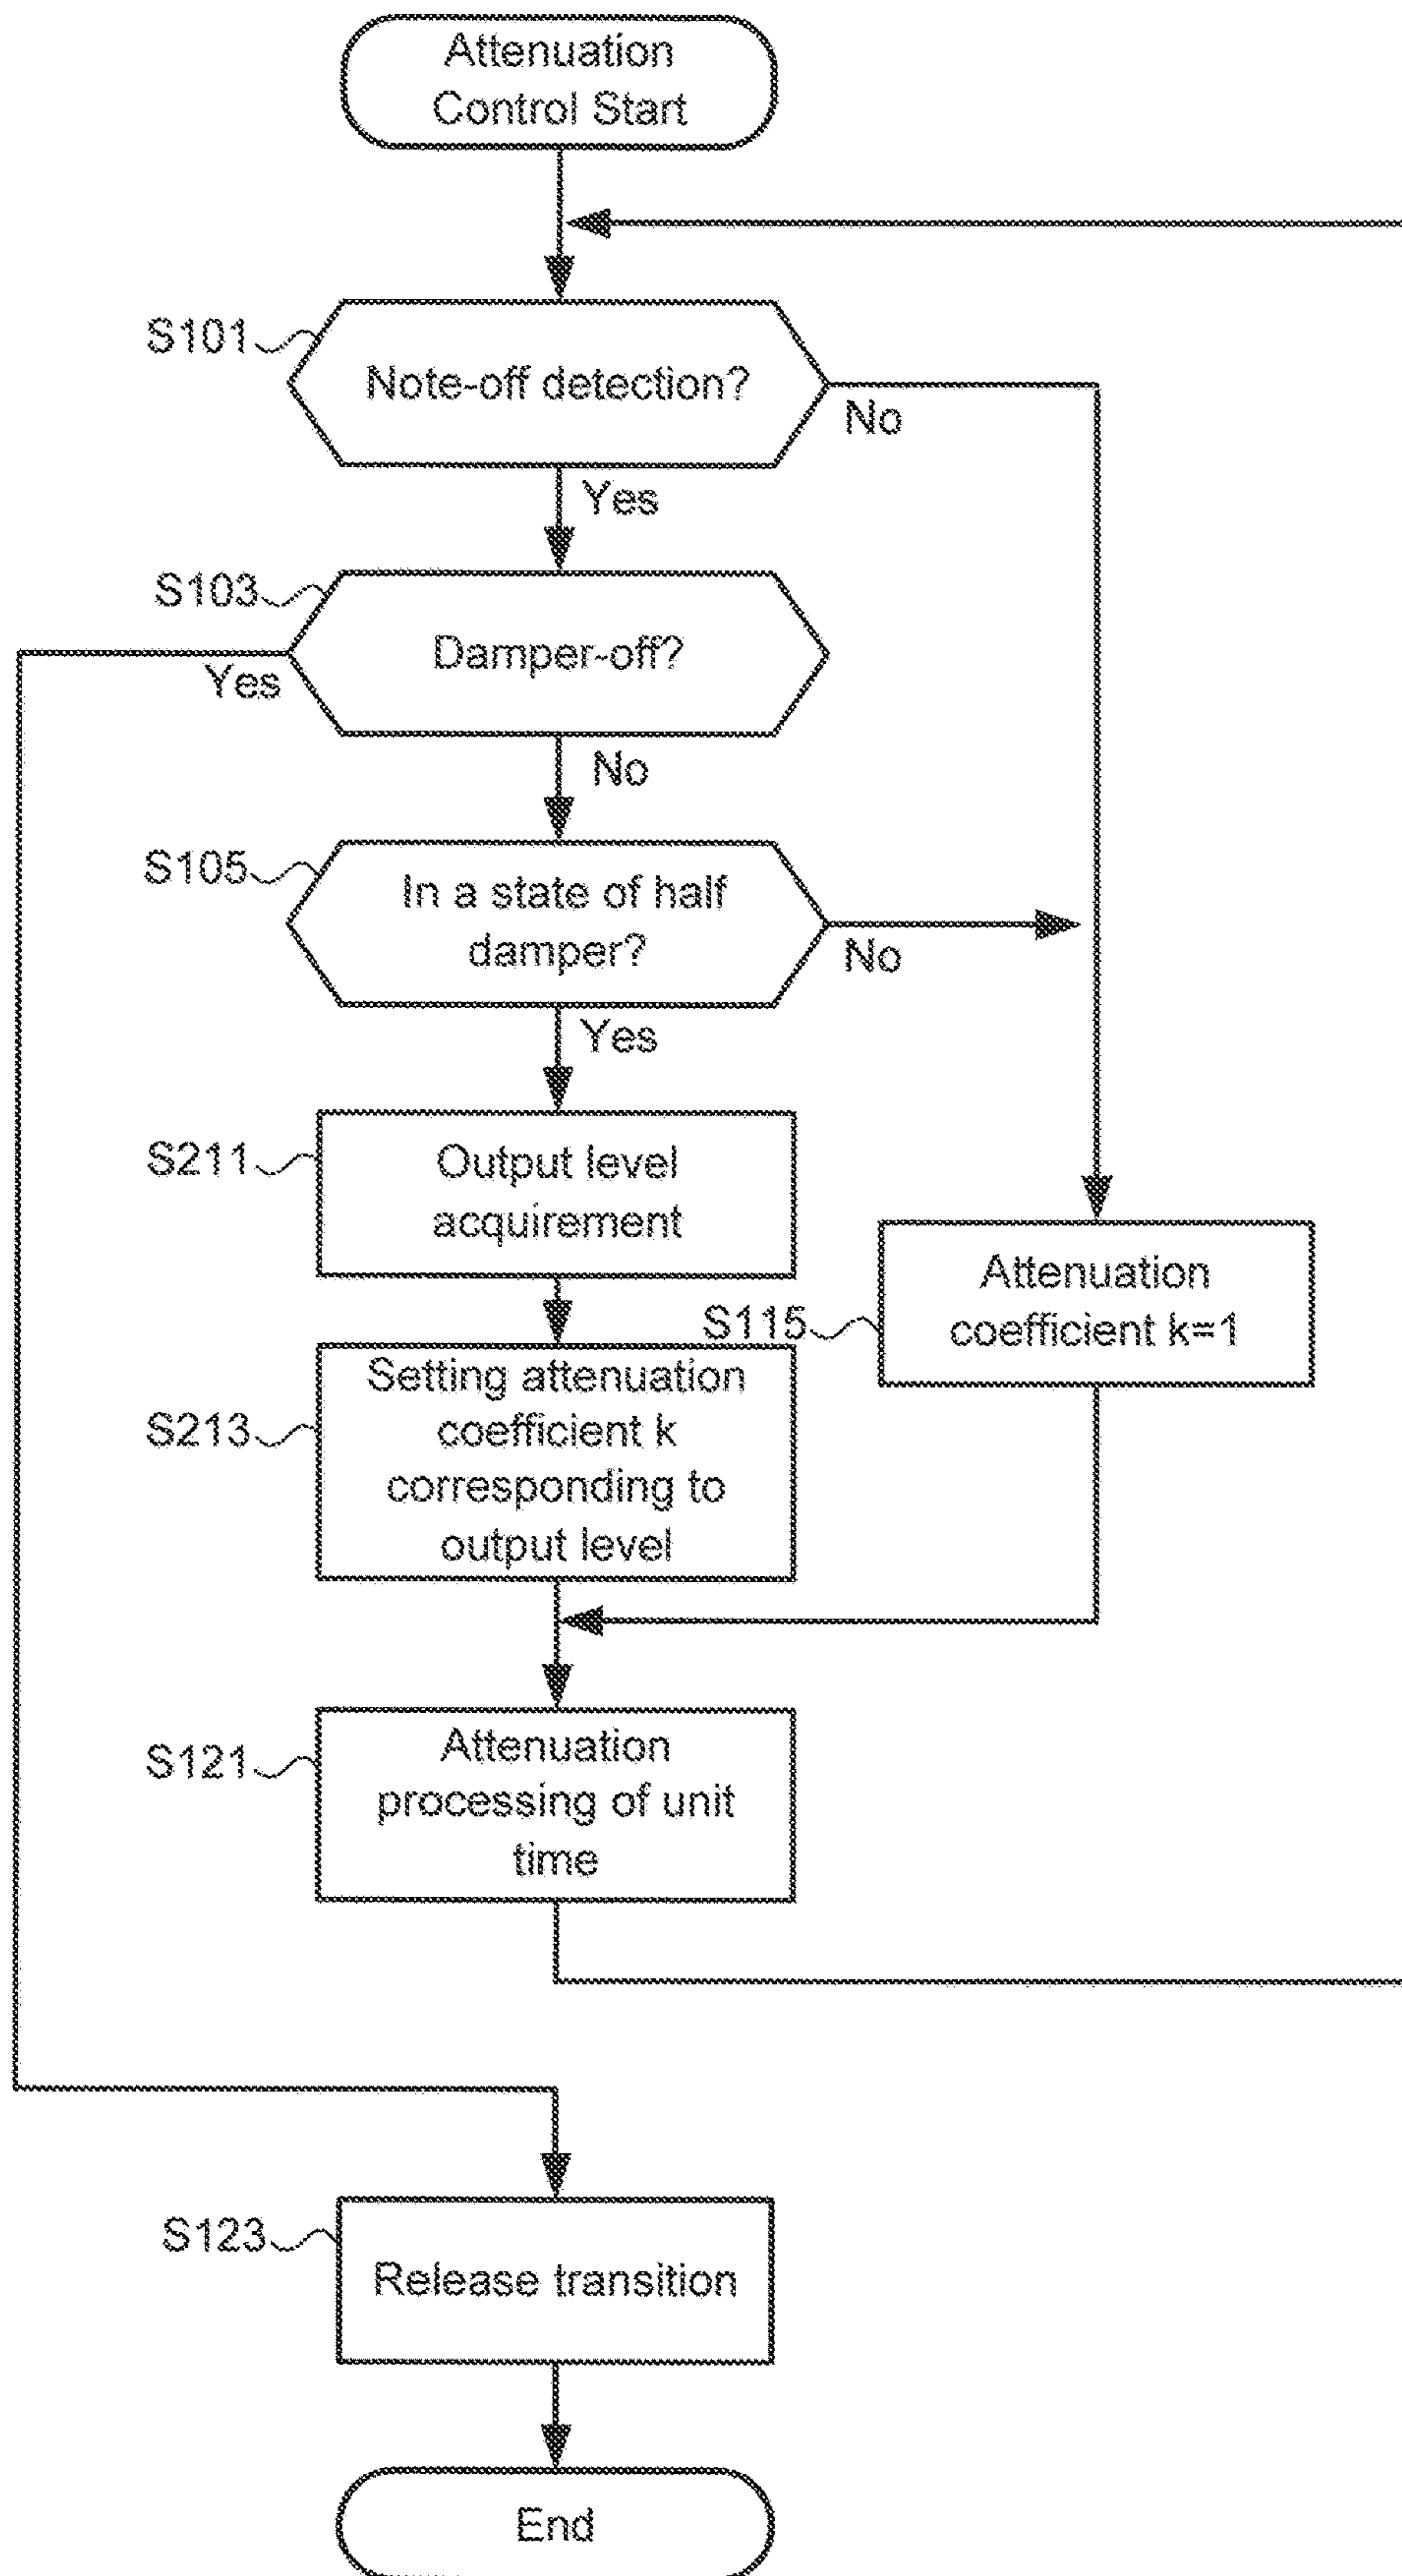 Attenuation
Control Start
S101
Note-off detection?
No
Yes
S103
Damper-off?
Yes
No
S105
In a state of half
damper?
No
Yes
S211
Output level
acquirement
S115
Attenuation
coefficient k=1
S213
Setting attenuation
coefficient k
corresponding to
output level
S121
Attenuation
processing of unit
time
S123
Release transition
End